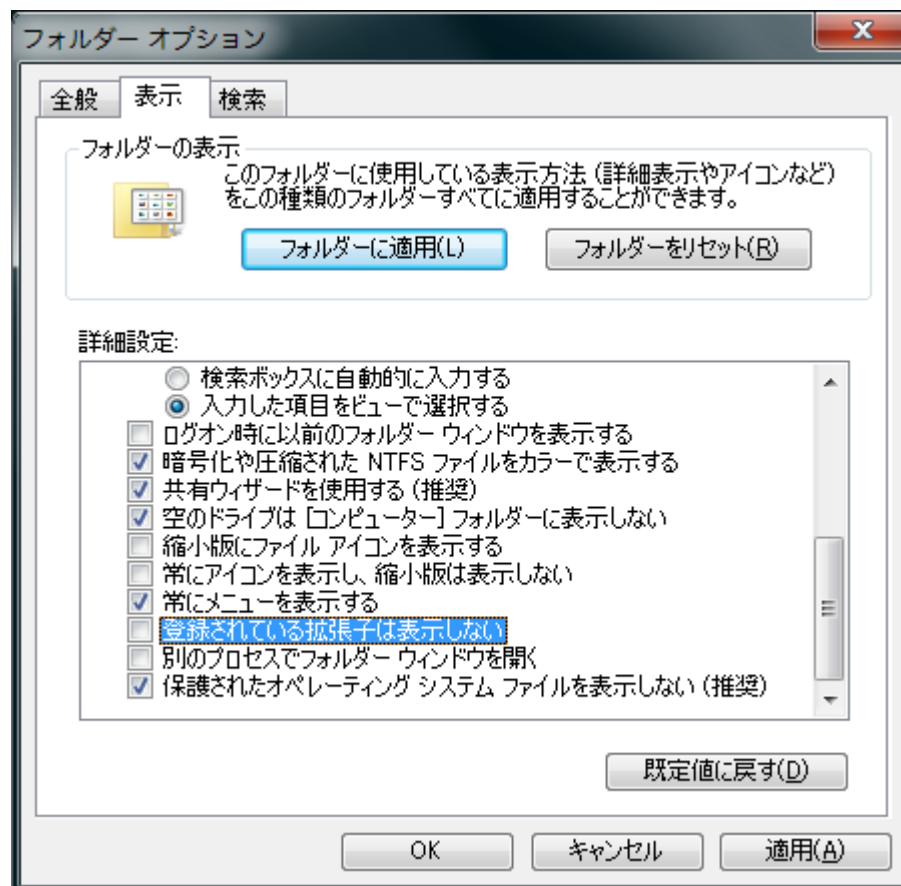 フォルダー オプション
全般 表示 検索
フォルダーの表示
このフォルダーに使用している表示方法 (詳細表示やアイコンなど)
をこの種類のフォルダーすべてに適用することができます。
フォルダーに適用(L) フォルダーをリセット(R)
詳細設定:
検索ボックスに自動的に入力する
入力した項目をビューで選択する
ログオン時に以前のフォルダー ウィンドウを表示する
暗号化や圧縮された NTFS ファイルをカラーで表示する
共有ウィザードを使用する (推奨)
空のドライブは [コンピューター] フォルダーに表示しない
縮小版にファイル アイコンを表示する
常にアイコンを表示し、縮小版は表示しない
常にメニューを表示する
登録されている拡張子は表示しない
別のプロセスでフォルダー ウィンドウを開く
保護されたオペレーティング システム ファイルを表示しない (推奨)
既定値に戻す(D)
OK キャンセル 適用(A)